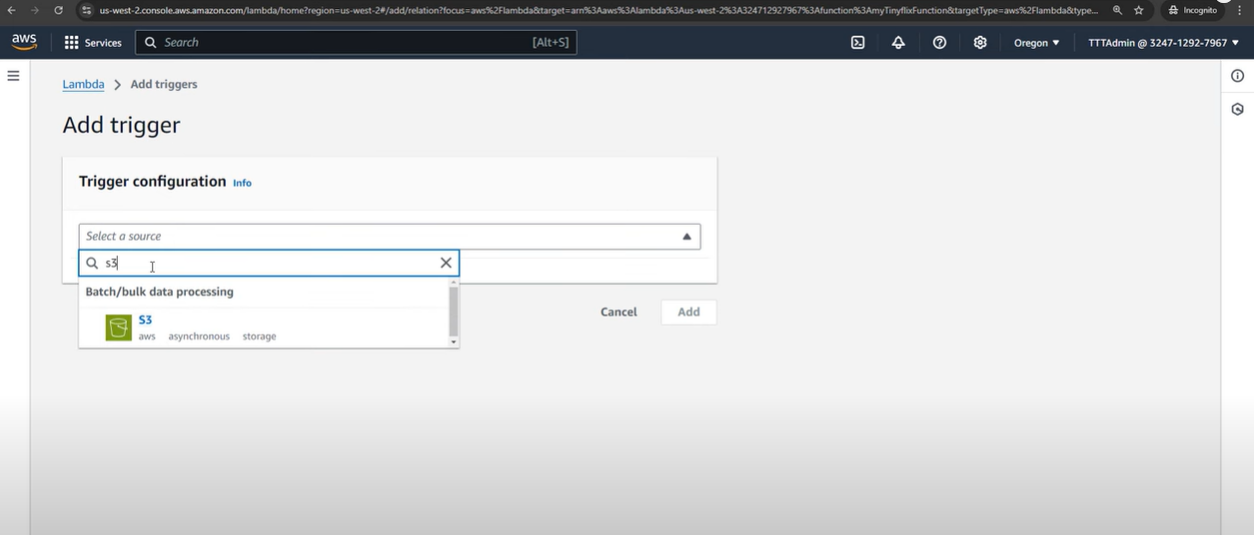 us-west-2.console.aws.amazon.com/lambda/home?region=us-west-2#/add/relation?focus=aws%2Flambda&target=arn%3Aaws%3Alambda%3Aus-west-2%3A324712927967%3Afunction%3AmyTinyflixFunction&targetType=aws%2Flambda&type... Incognito
aws Services Search [Alt+S] Oregon TTTAdmin @ 3247-1292-7967
Lambda > Add triggers
Add trigger
Trigger configuration Info
Select a source
s3
Batch/bulk data processing
S3
aws asynchronous storage
Cancel Add